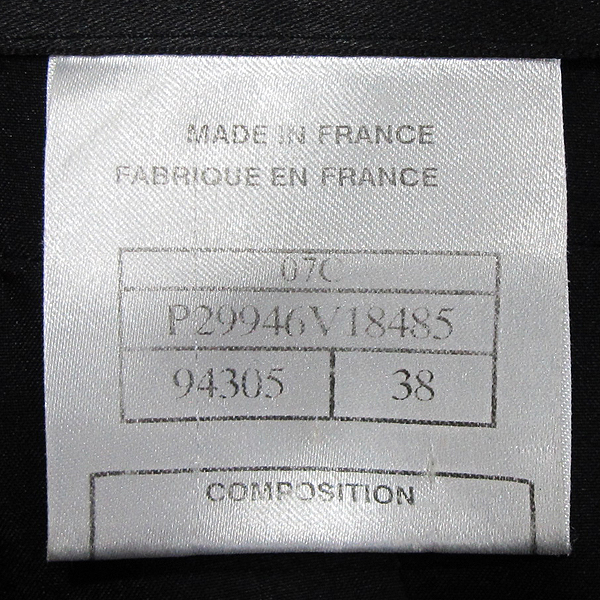 MADE IN FRANCE
FABRIQUE EN FRANCE
07C
P29946V18485
94305 38
COMPOSITION